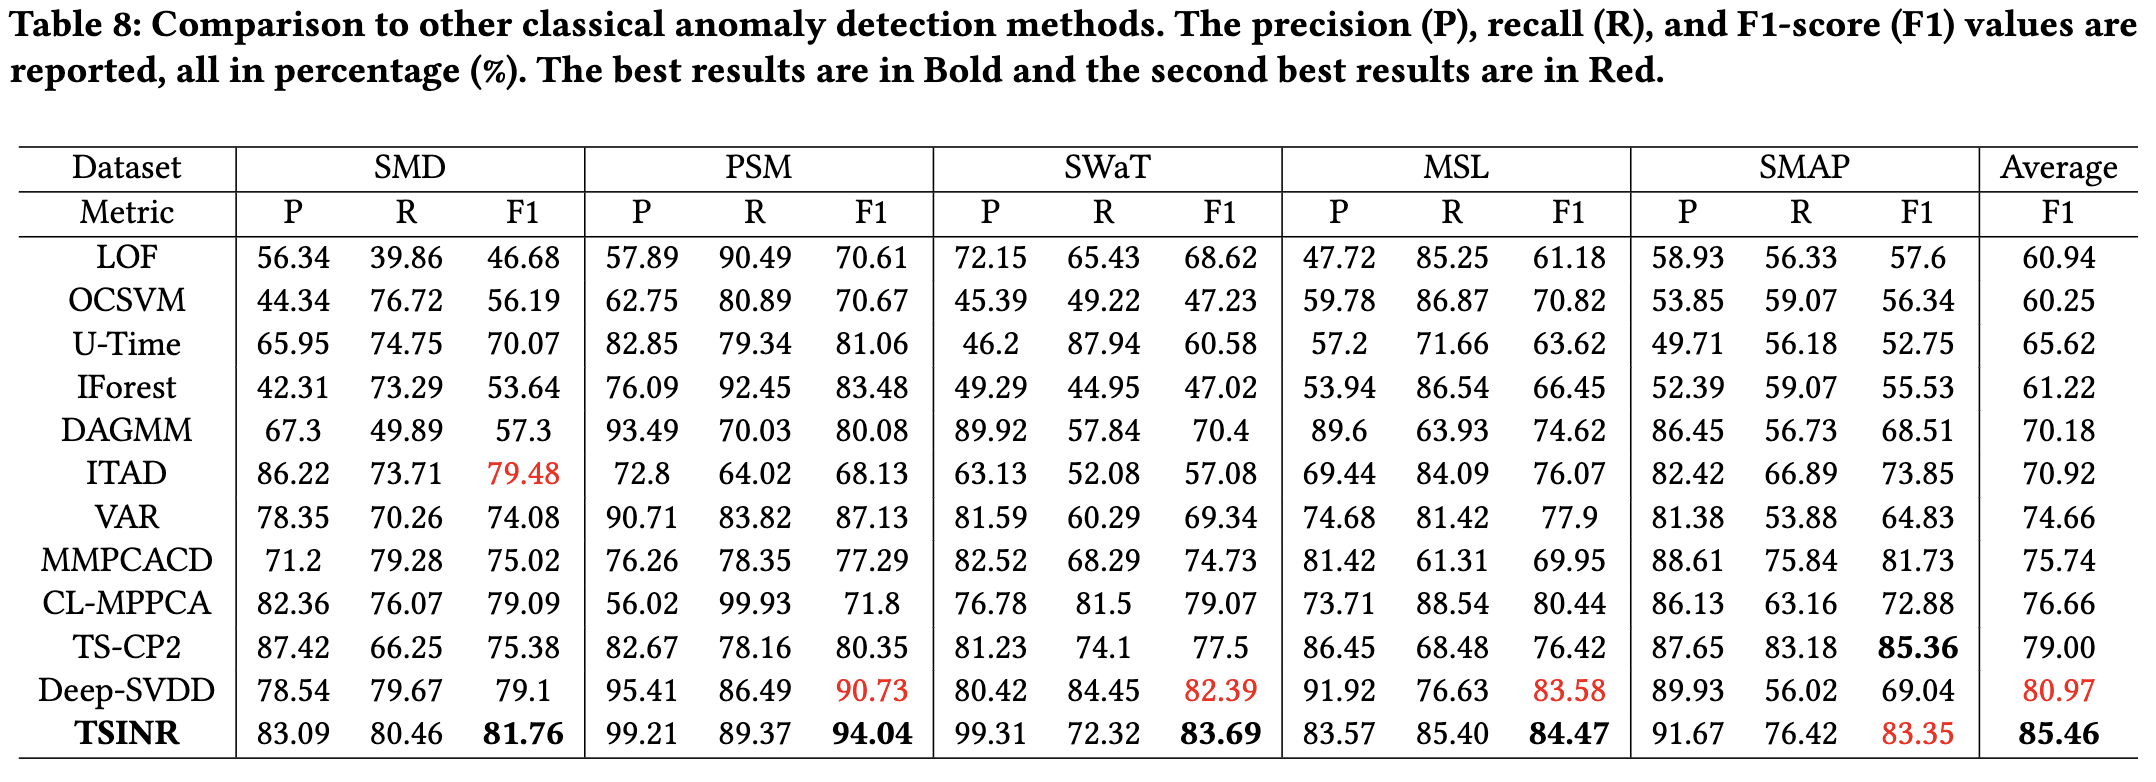 Table 8: Comparison to other classical anomaly detection methods. The precision (P), recall (R), and F1-score (F1) values are
reported, all in percentage (%). The best results are in Bold and the second best results are in Red.
Dataset SMD PSM SWaT MSL SMAP Average
Metric P R F1 P R F1 P R F1 P R F1 P R F1 F1
LOF 56.34 39.86 46.68 57.89 90.49 70.61 72.15 65.43 68.62 47.72 85.25 61.18 58.93 56.33 57.6 60.94
OCSVM 44.34 76.72 56.19 62.75 80.89 70.67 45.39 49.22 47.23 59.78 86.87 70.82 53.85 59.07 56.34 60.25
U-Time 65.95 74.75 70.07 82.85 79.34 81.06 46.2 87.94 60.58 57.2 71.66 63.62 49.71 56.18 52.75 65.62
IForest 42.31 73.29 53.64 76.09 92.45 83.48 49.29 44.95 47.02 53.94 86.54 66.45 52.39 59.07 55.53 61.22
DAGMM 67.3 49.89 57.3 93.49 70.03 80.08 89.92 57.84 70.4 89.6 63.93 74.62 86.45 56.73 68.51 70.18
ITAD 86.22 73.71 79.48 72.8 64.02 68.13 63.13 52.08 57.08 69.44 84.09 76.07 82.42 66.89 73.85 70.92
VAR 78.35 70.26 74.08 90.71 83.82 87.13 81.59 60.29 69.34 74.68 81.42 77.9 81.38 53.88 64.83 74.66
MMPCACD 71.2 79.28 75.02 76.26 78.35 77.29 82.52 68.29 74.73 81.42 61.31 69.95 88.61 75.84 81.73 75.74
CL-MPPCA 82.36 76.07 79.09 56.02 99.93 71.8 76.78 81.5 79.07 73.71 88.54 80.44 86.13 63.16 72.88 76.66
TS-CP2 87.42 66.25 75.38 82.67 78.16 80.35 81.23 74.1 77.5 86.45 68.48 76.42 87.65 83.18 85.36 79.00
Deep-SVDD 78.54 79.67 79.1 95.41 86.49 90.73 80.42 84.45 82.39 91.92 76.63 83.58 89.93 56.02 69.04 80.97
TSINR 83.09 80.46 81.76 99.21 89.37 94.04 99.31 72.32 83.69 83.57 85.40 84.47 91.67 76.42 83.35 85.46